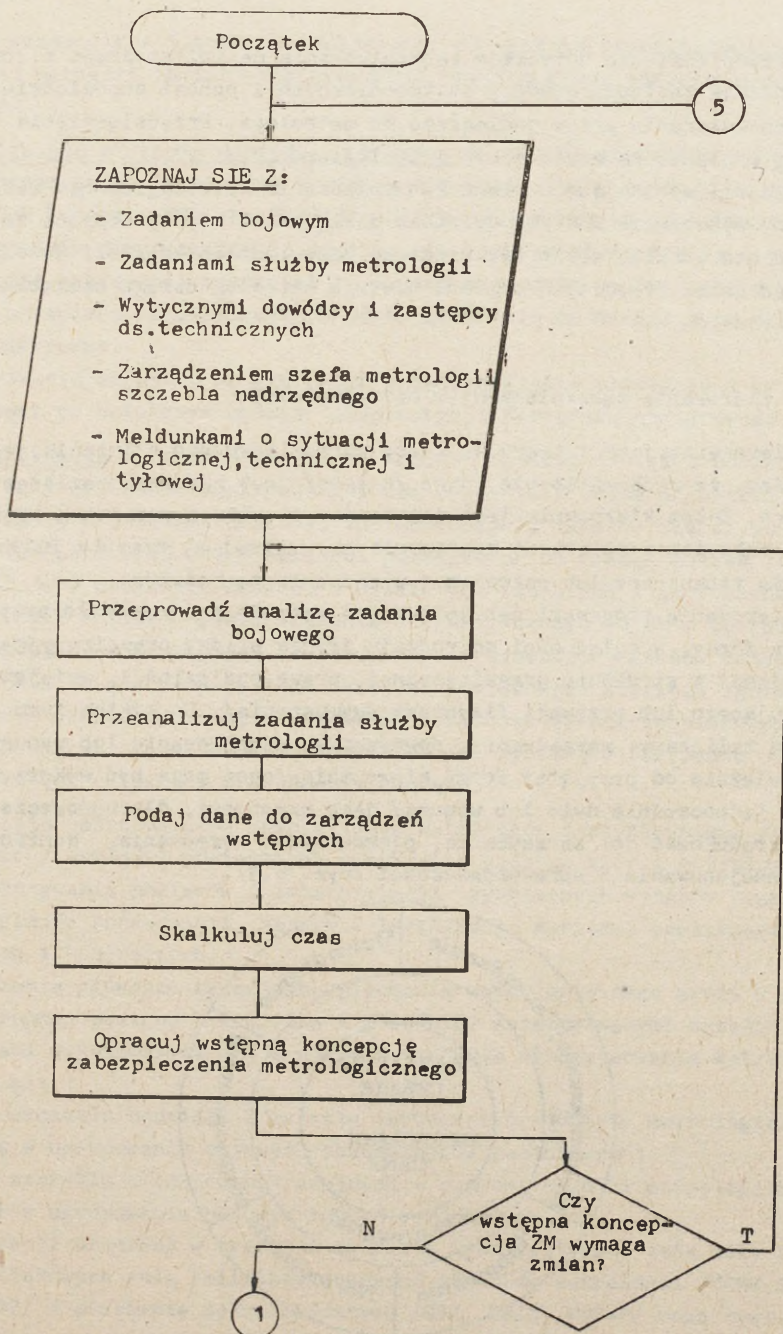 Początek
5
ZAPOZNAJ SIE Z:
- Zadaniem bojowym
- Zadaniami służby metrologii
- Wytycznymi dowódcy i zastępcy
ds.technicznych
- Zarządzeniem szefa metrologii
szczebla nadrzędnego
- Meldunkami o sytuacji metro-
logicznej,technicznej i
tyłowej
Przeprowadź analizę zadania
bojowego
Przeanalizuj zadania służby
metrologii
Podaj dane do zarządzeń
wstępnych
Skalkuluj czas
Opracuj wstępną koncepcję
zabezpieczenia metrologicznego
Czy
wstępna koncep-
cja ZM wymaga
zmian?
N
T
1